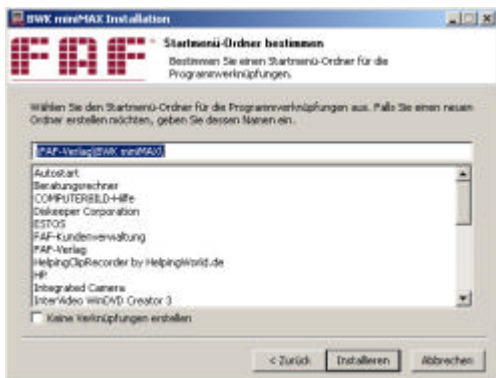 BWK miniMAX Installation
FAF
Startmenü-Ordner bestimmen
Bestimmen Sie einen Startmenü-Ordner für die
Programmverknüpfungen.
Wählen Sie den Startmenü-Ordner für die Programmverknüpfungen aus. Falls Sie einen neuen
Ordner erstellen möchten, geben Sie dessen Namen ein.
\FAF-Verlag\BWK miniMAX\
Autostart
Beratungsrechner
COMPUTERBILD-Hilfe
Diskeeper Corporation
ESTOS
FAF-Kundenverwaltung
FAF-Verlag
HelpingClipRecorder by HelpingWorld.de
HP
Integrated Camera
InterVideo WinDVD Creator 3
Keine Verknüpfungen erstellen
< Zurück
Installieren
Abbrechen